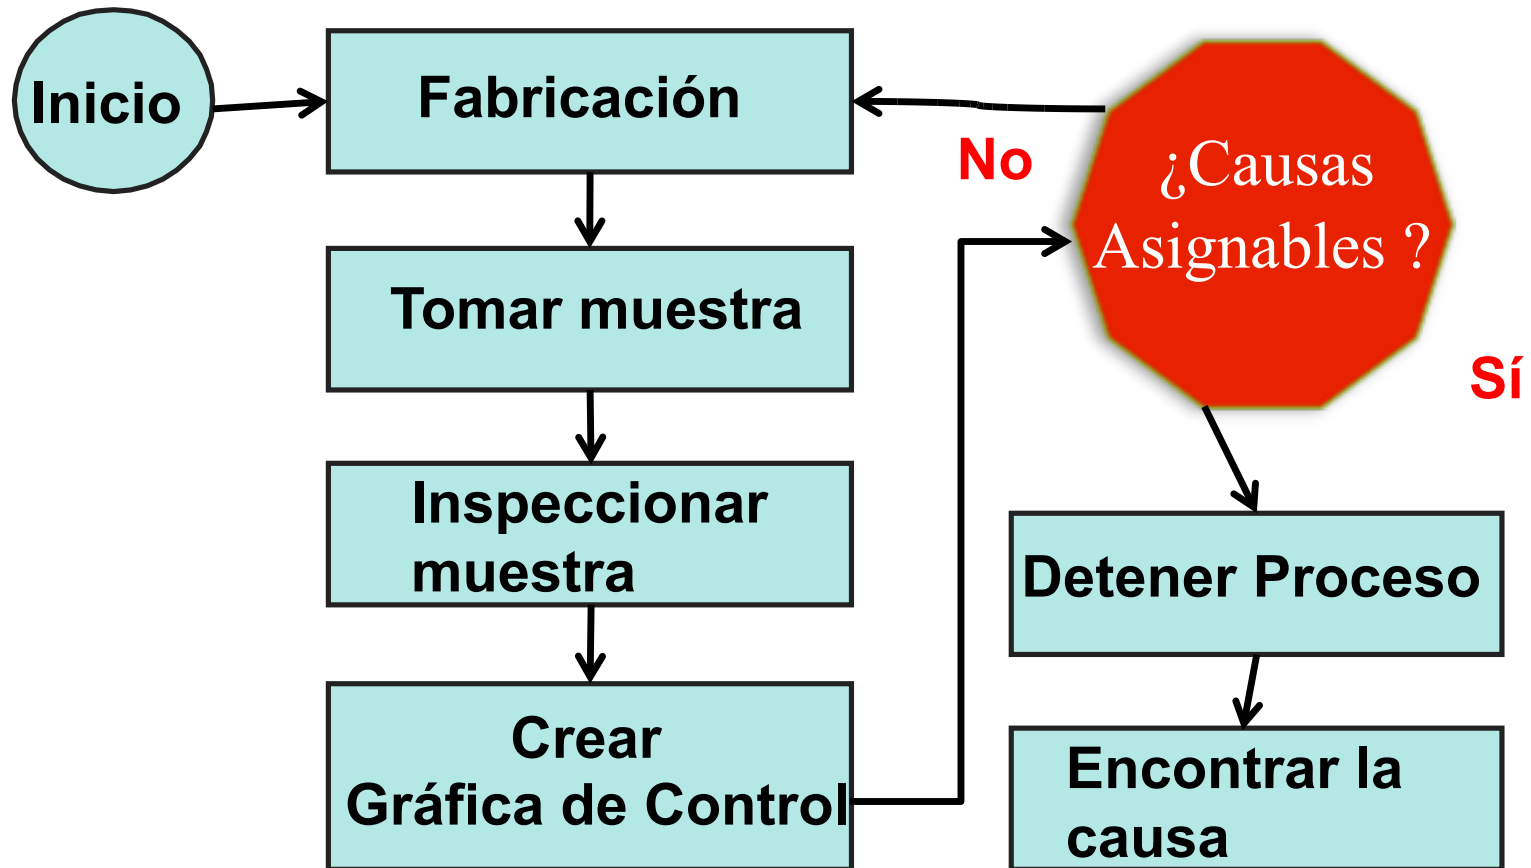 Inicio
Fabricación
No
¿Causas
Asignables ?
Tomar muestra
Sí
Inspeccionar
muestra
Detener Proceso
Crear
Gráfica de Control
Encontrar la
causa